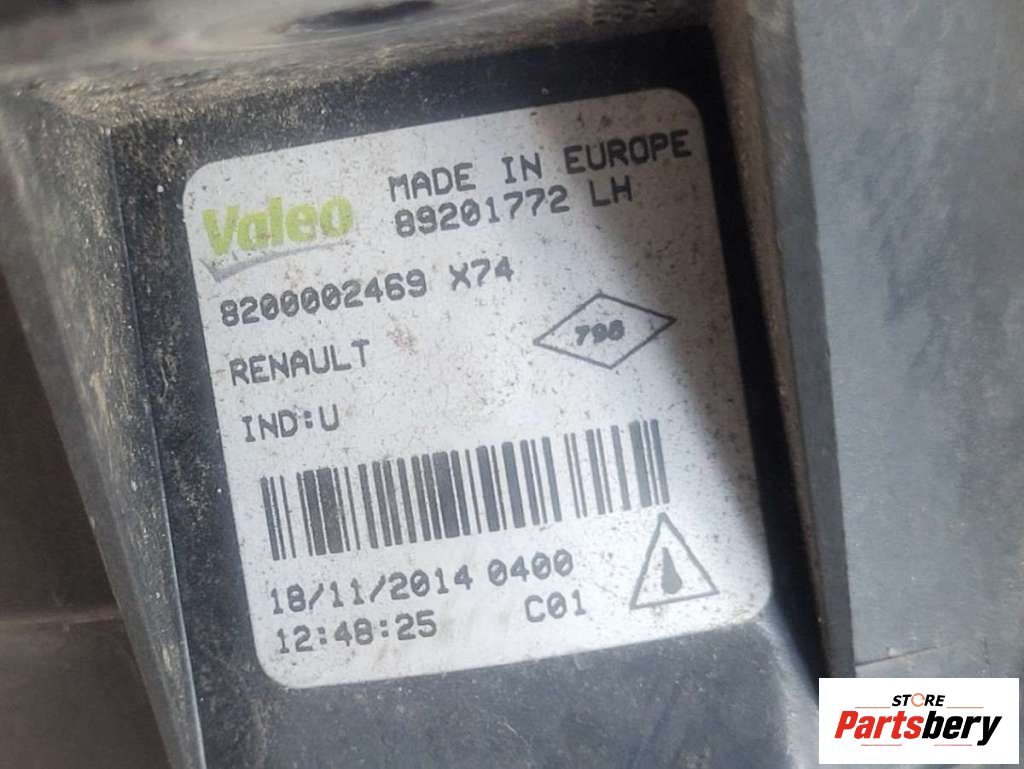 Valeo
MADE IN EUROPE
89201772 LH
8200002469 X74
798
RENAULT
IND:U
18/11/2014 0400
12:48:25
C01
STORE
Partsbery